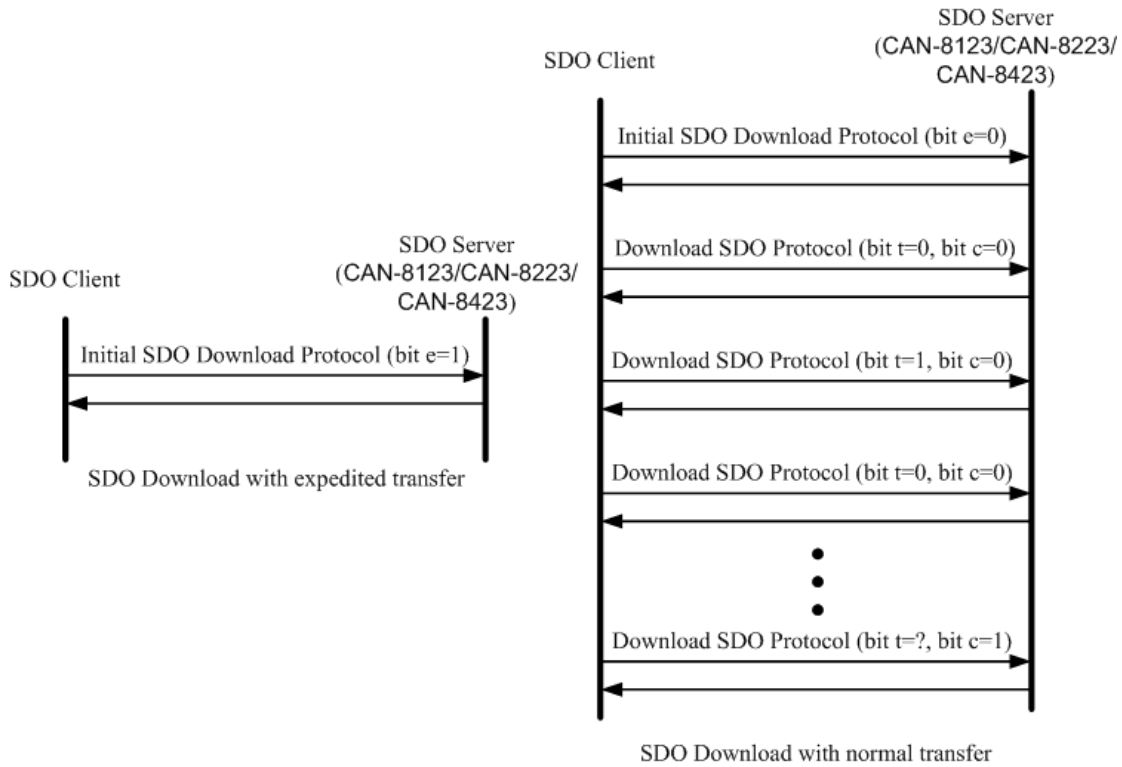 SDO Client
SDO Server
(CAN-8123/CAN-8223/
CAN-8423)
Initial SDO Download Protocol (bit e=1)
SDO Download with expedited transfer
SDO Client
SDO Server
(CAN-8123/CAN-8223/
CAN-8423)
Initial SDO Download Protocol (bit e=0)
Download SDO Protocol (bit t=0, bit c=0)
Download SDO Protocol (bit t=1, bit c=0)
Download SDO Protocol (bit t=0, bit c=0)
Download SDO Protocol (bit t=?, bit c=1)
SDO Download with normal transfer